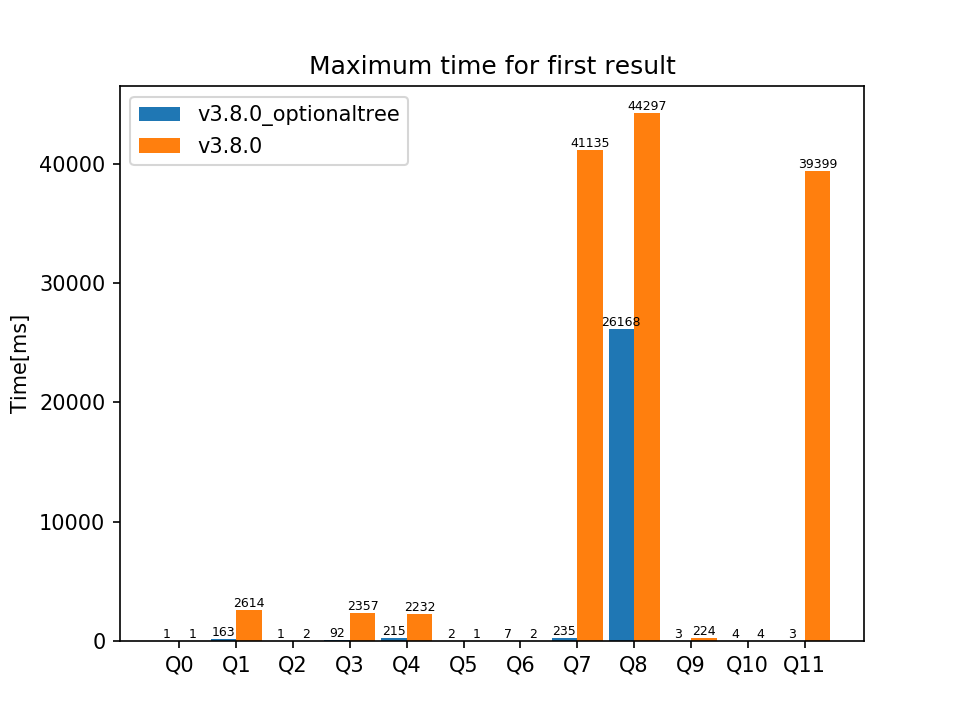 Maximum time for first result
v3.8.0_optionaltree
v3.8.0
Time[ms]
40000
30000
20000
10000
0
1 1 163 2614 1 2 92 2357 215 2232 2 1 7 2 235 41135 26168 44297 3 224 4 4 3 39399
Q0 Q1 Q2 Q3 Q4 Q5 Q6 Q7 Q8 Q9 Q10 Q11